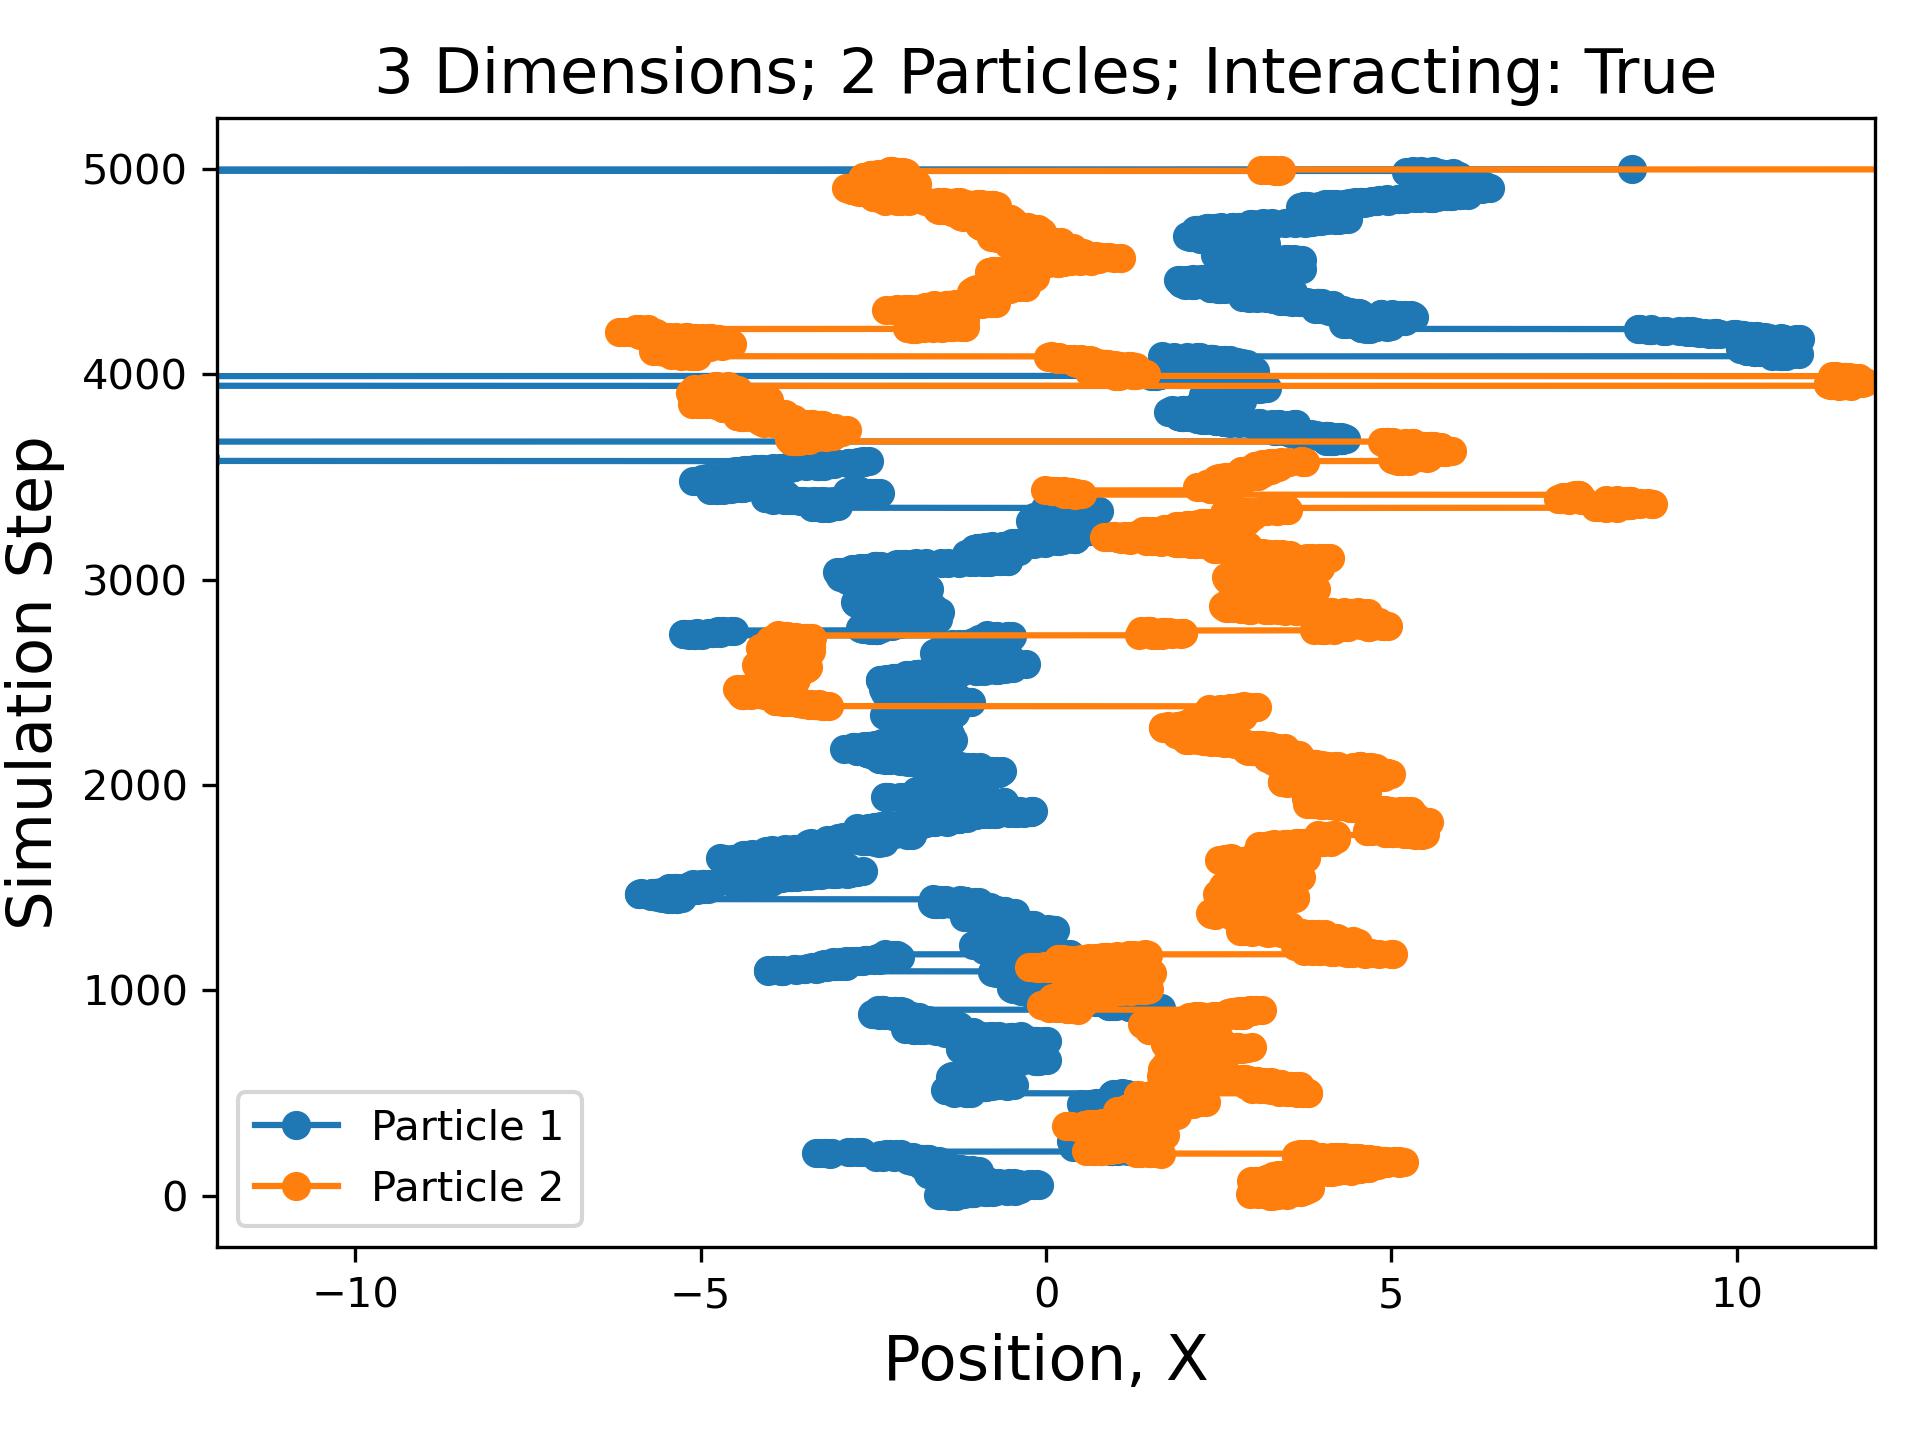 3 Dimensions; 2 Particles; Interacting: True
Simulation Step
5000
4000
3000
2000
1000
0
Particle 1
Particle 2
−10
−5
0
5
10
Position, X